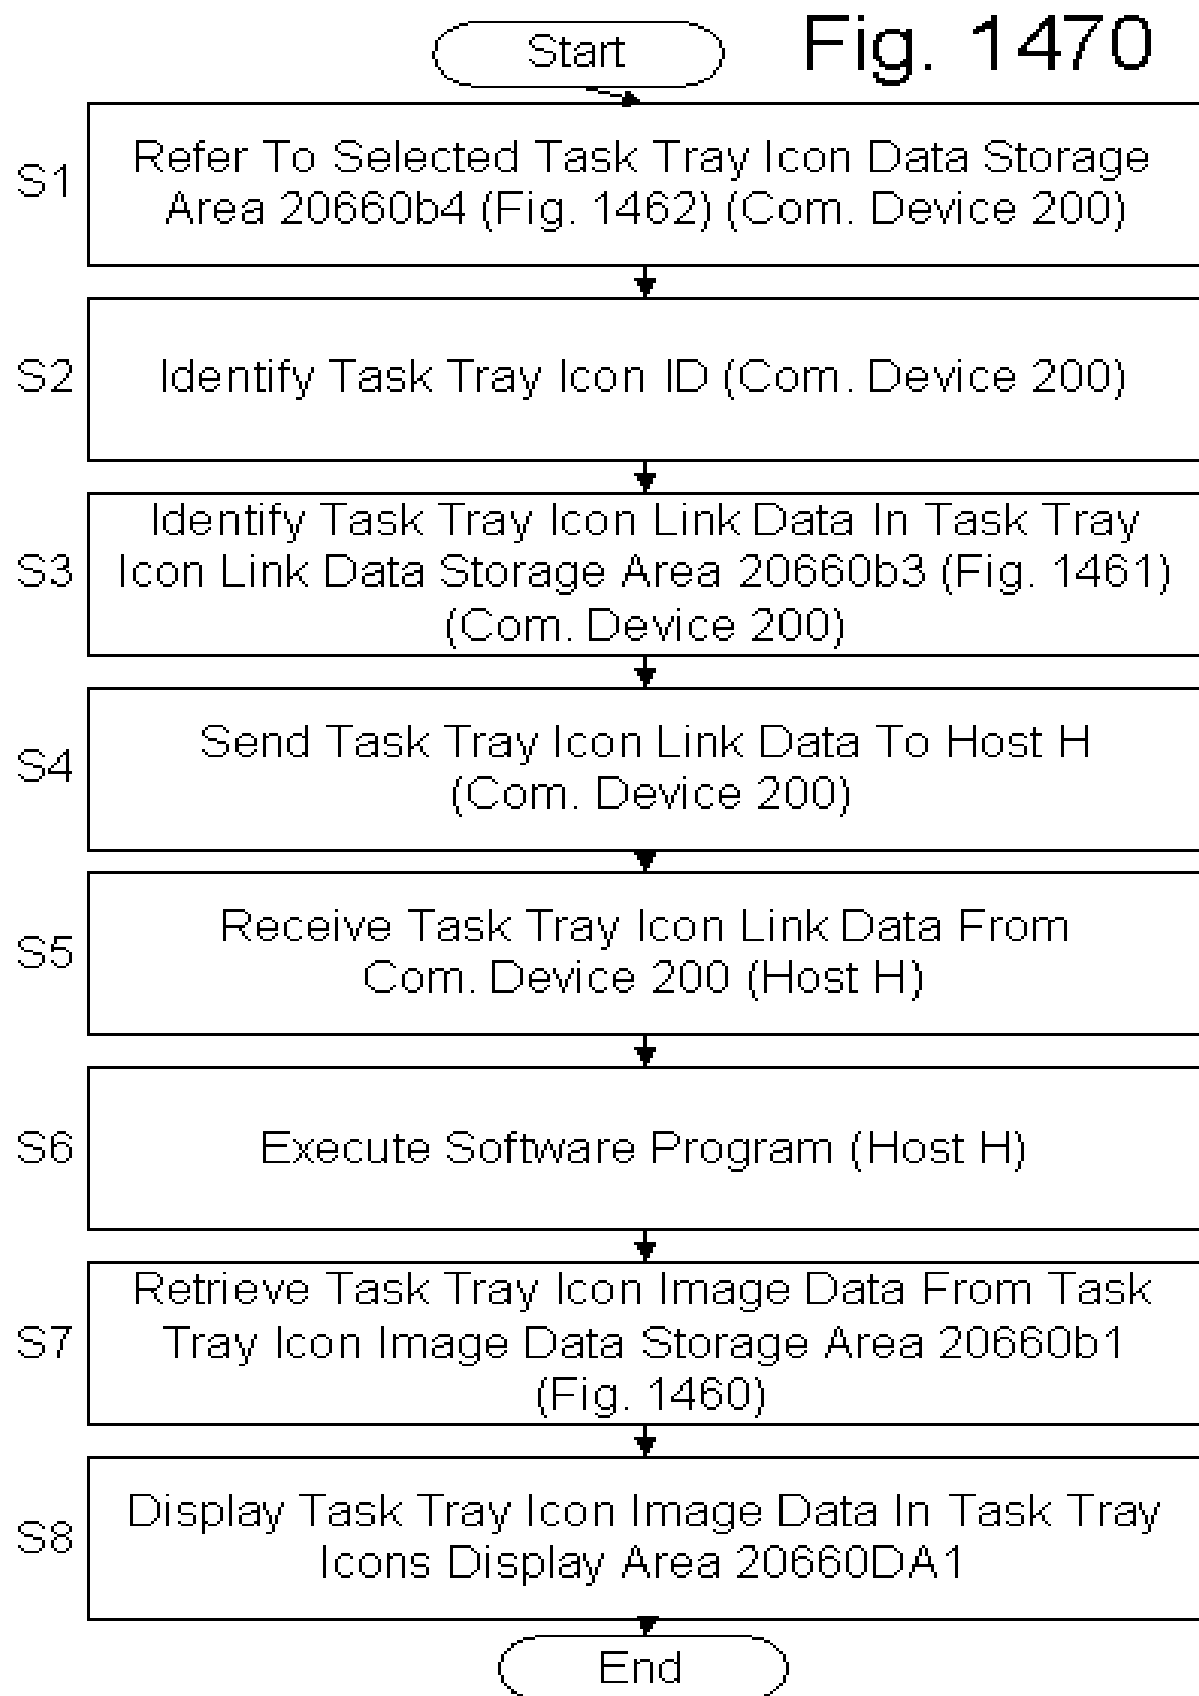 Start
Fig. 1470
S1
Refer To Selected Task Tray Icon Data Storage
Area 20660b4 (Fig. 1462) (Com. Device 200)
S2
Identify Task Tray Icon ID (Com. Device 200)
S3
Identify Task Tray Icon Link Data In Task Tray
Icon Link Data Storage Area 20660b3 (Fig. 1461)
(Com. Device 200)
S4
Send Task Tray Icon Link Data To Host H
(Com. Device 200)
S5
Receive Task Tray Icon Link Data From
Com. Device 200 (Host H)
S6
Execute Software Program (Host H)
S7
Retrieve Task Tray Icon Image Data From Task
Tray Icon Image Data Storage Area 20660b1
(Fig. 1460)
S8
Display Task Tray Icon Image Data In Task Tray
Icons Display Area 20660DA1
End